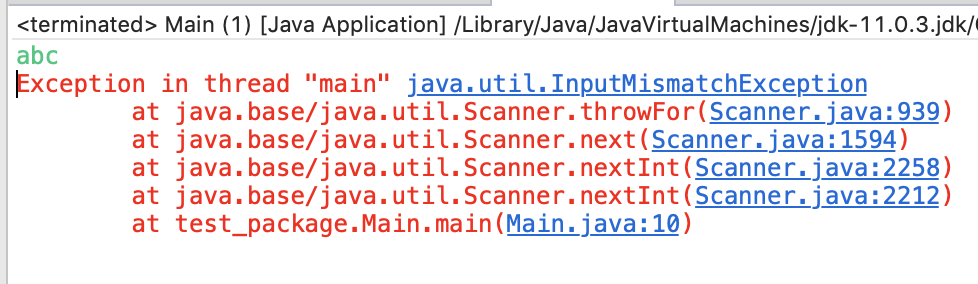 <terminated> Main (1) [Java Application] /Library/Java/JavaVirtualMachines/jdk-11.0.3.jdk/
abc
Exception in thread "main" java.util.InputMismatchException
at java.base/java.util.Scanner.throwFor(Scanner.java:939)
at java.base/java.util.Scanner.next(Scanner.java:1594)
at java.base/java.util.Scanner.nextInt(Scanner.java:2258)
at java.base/java.util.Scanner.nextInt(Scanner.java:2212)
at test_package.Main.main(Main.java:10)